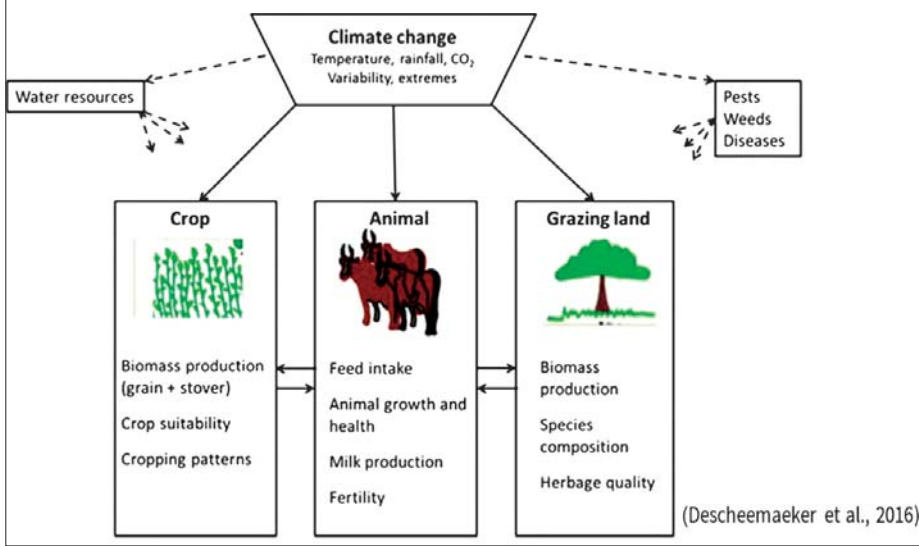 Climate change
Temperature, rainfall, CO₂
Variability, extremes
Water resources
Pests
Weeds
Diseases
Crop
Biomass production
(grain + stover)
Crop suitability
Cropping patterns
Animal
Feed intake
Animal growth and
health
Milk production
Fertility
Grazing land
Biomass
production
Species
composition
Herbage quality
(Descheemaeker et al., 2016)